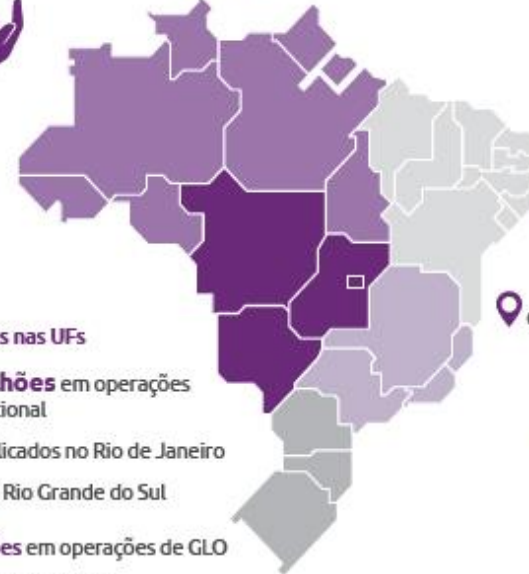 s nas UFs
hões em operações
ional
licados no Rio de Janeiro
Rio Grande do Sul
es em operações de GLO